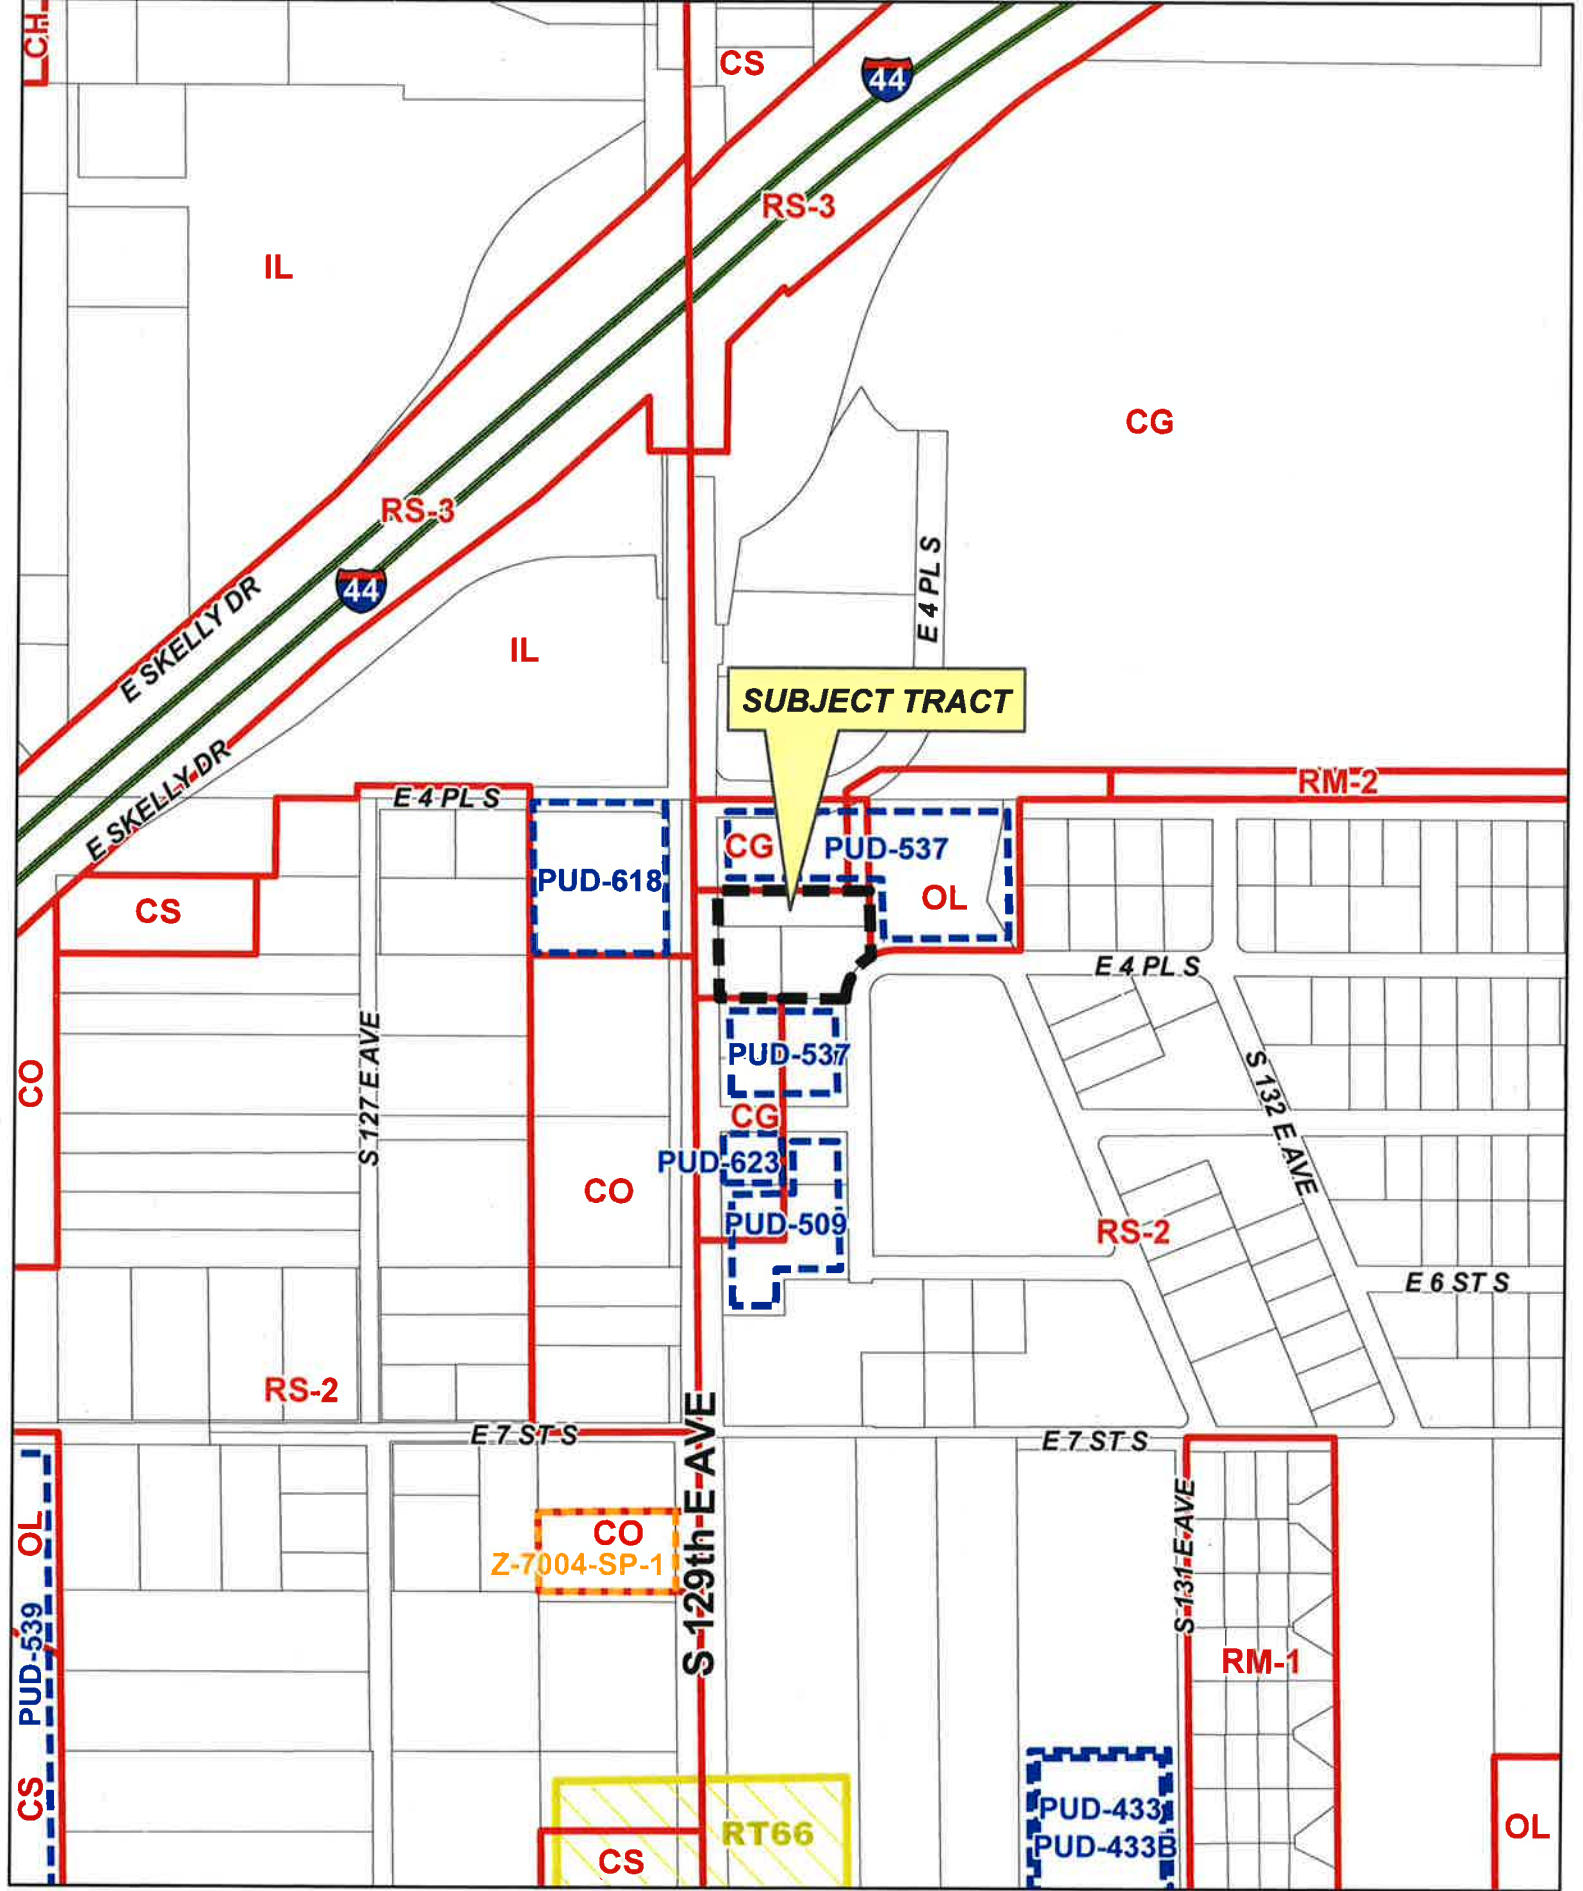 CH
CS
44
RS-3
IL
CG
RS-3
44
E 4 PL S
E SKELLY DR
IL
SUBJECT TRACT
E SKELLY DR
RM-2
E 4 PL S
CG
PUD-537
PUD-618
OL
CS
E 4 PL S
S 127 E AVE
PUD-537
CO
S 132 E AVE
CG
PUD-623
CO
PUD-509
RS-2
E 6 ST S
RS-2
E 7 ST S
E 7 ST S
S 129th E AVE
OL
CO
Z-7004-SP-1
S 131 E AVE
PUD-539
RM-1
CS
RT66
PUD-433
PUD-433B
OL
CS